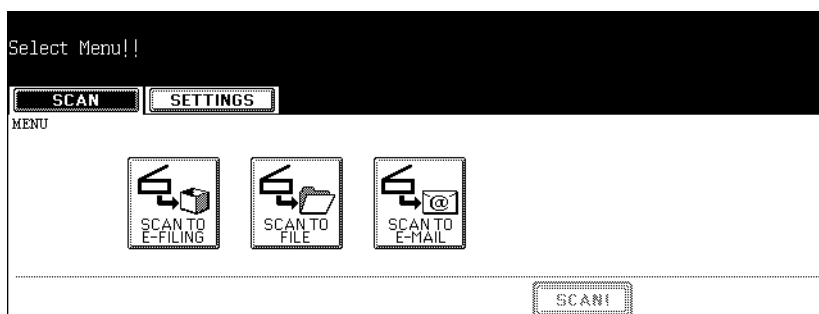 Select Menu!!
SCAN
SETTINGS
MENU
SCAN TO
E-FILING
SCAN TO
FILE
@
SCAN TO
E-MAIL
SCAN!